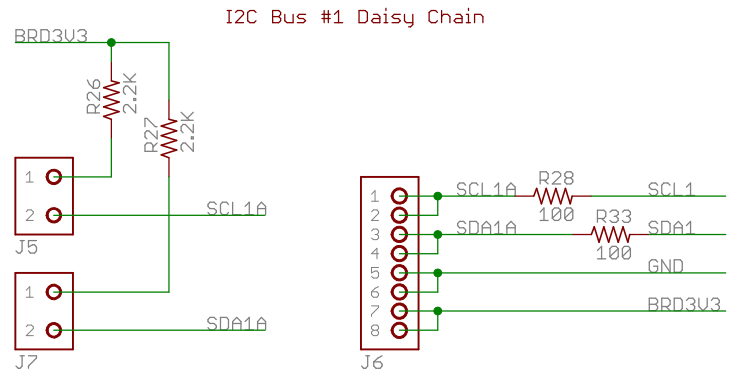 I2C Bus #1 Daisy Chain
BRD3V3
R26
2.2K
R27
2.2K
1
2
SCL1A
J5
1
2
SDA1A
J7
1
2
3
4
5
6
7
8
J6
SCL1A
R28
100
SCL1
SDA1A
R33
100
SDA1
GND
BRD3V3